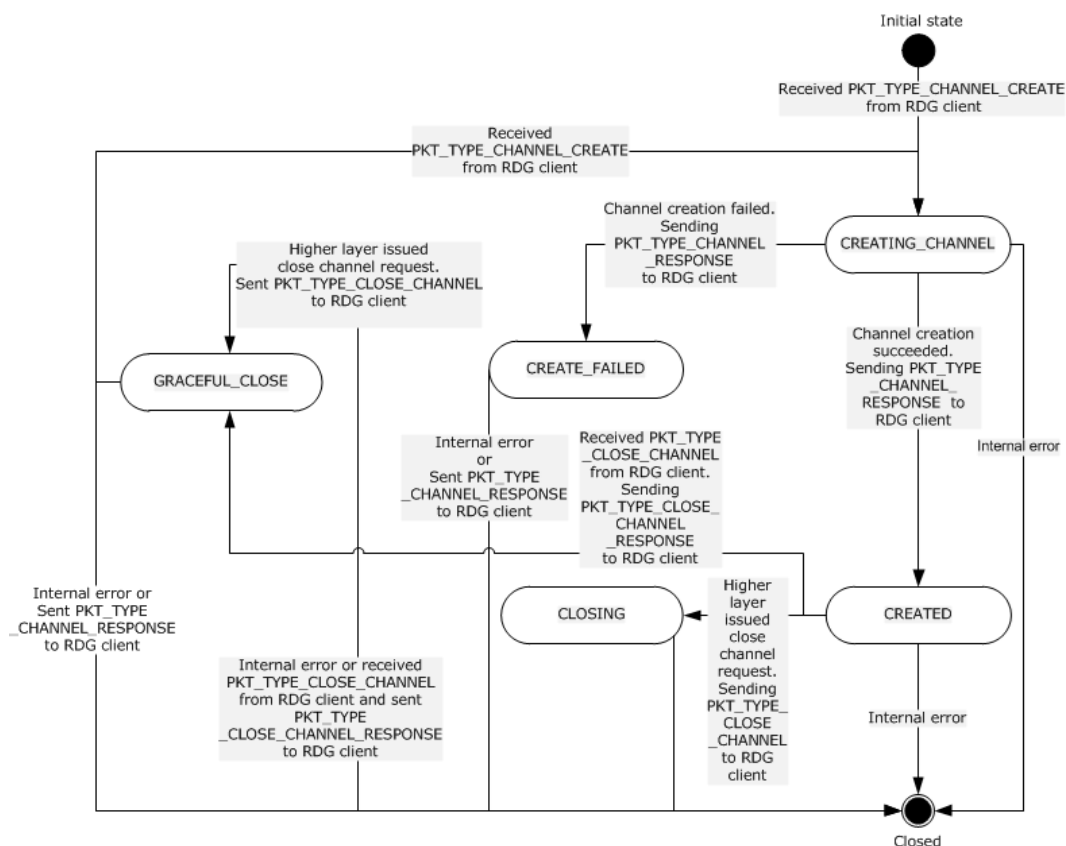 Initial state
Received PKT_TYPE_CHANNEL_CREATE
from RDG client
Received
PKT_TYPE_CHANNEL_CREATE
from RDG client
Channel creation failed.
Sending
PKT_TYPE_CHANNEL
_RESPONSE
to RDG client
CREATING_CHANNEL
Higher layer issued
close channel request.
Sent PKT_TYPE_CLOSE_CHANNEL
to RDG client
Channel creation
succeeded.
Sending PKT_TYPE
_CHANNEL_
RESPONSE to
RDG client
GRACEFUL_CLOSE
CREATE_FAILED
Internal error
Internal error
or
Sent PKT_TYPE
_CHANNEL_RESPONSE
to RDG client
Received PKT_TYPE
_CLOSE_CHANNEL
from RDG client.
Sending
PKT_TYPE_CLOSE_
CHANNEL
_RESPONSE
to RDG client
Internal error or
Sent PKT_TYPE
_CHANNEL_RESPONSE
to RDG client
CLOSING
Higher
layer
issued
close
channel
request.
Sending
PKT_TYPE_
CLOSE
_CHANNEL
to RDG
client
CREATED
Internal error or received
PKT_TYPE_CLOSE_CHANNEL
from RDG client and sent
PKT_TYPE
_CLOSE_CHANNEL_RESPONSE
to RDG client
Internal error
Closed